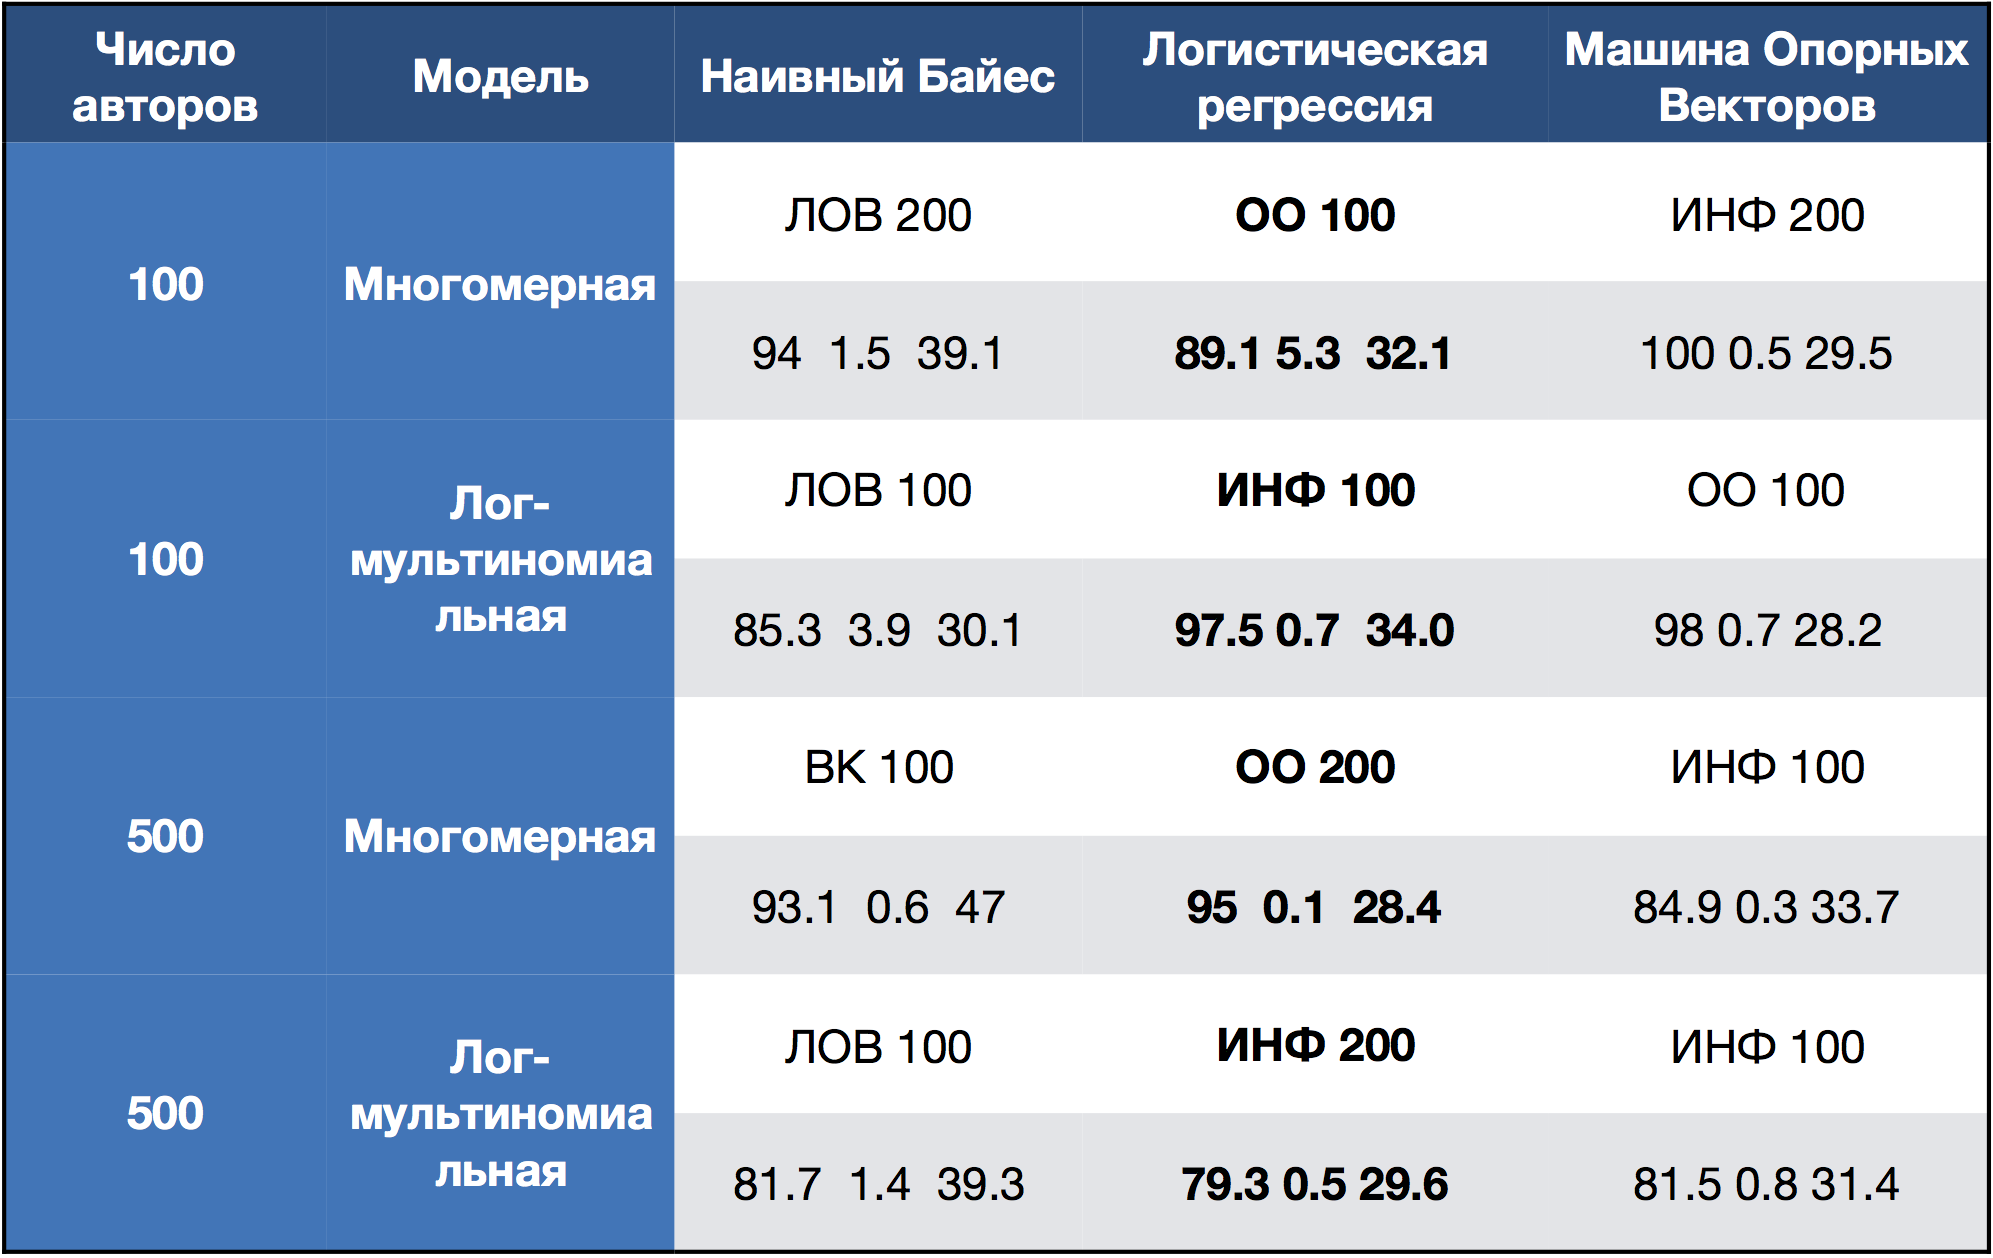 Число
авторов
Модель
Наивный Байес
Логистическая
регрессия
Машина Опорных
Векторов
100
Многомерная
ЛОВ 200
ОО 100
ИНФ 200
94 1.5 39.1
89.1 5.3 32.1
100 0.5 29.5
100
Лог-
мультиномиа
льная
ЛОВ 100
ИНФ 100
ОО 100
85.3 3.9 30.1
97.5 0.7 34.0
98 0.7 28.2
500
Многомерная
ВК 100
ОО 200
ИНФ 100
93.1 0.6 47
95 0.1 28.4
84.9 0.3 33.7
500
Лог-
мультиномиа
льная
ЛОВ 100
ИНФ 200
ИНФ 100
81.7 1.4 39.3
79.3 0.5 29.6
81.5 0.8 31.4